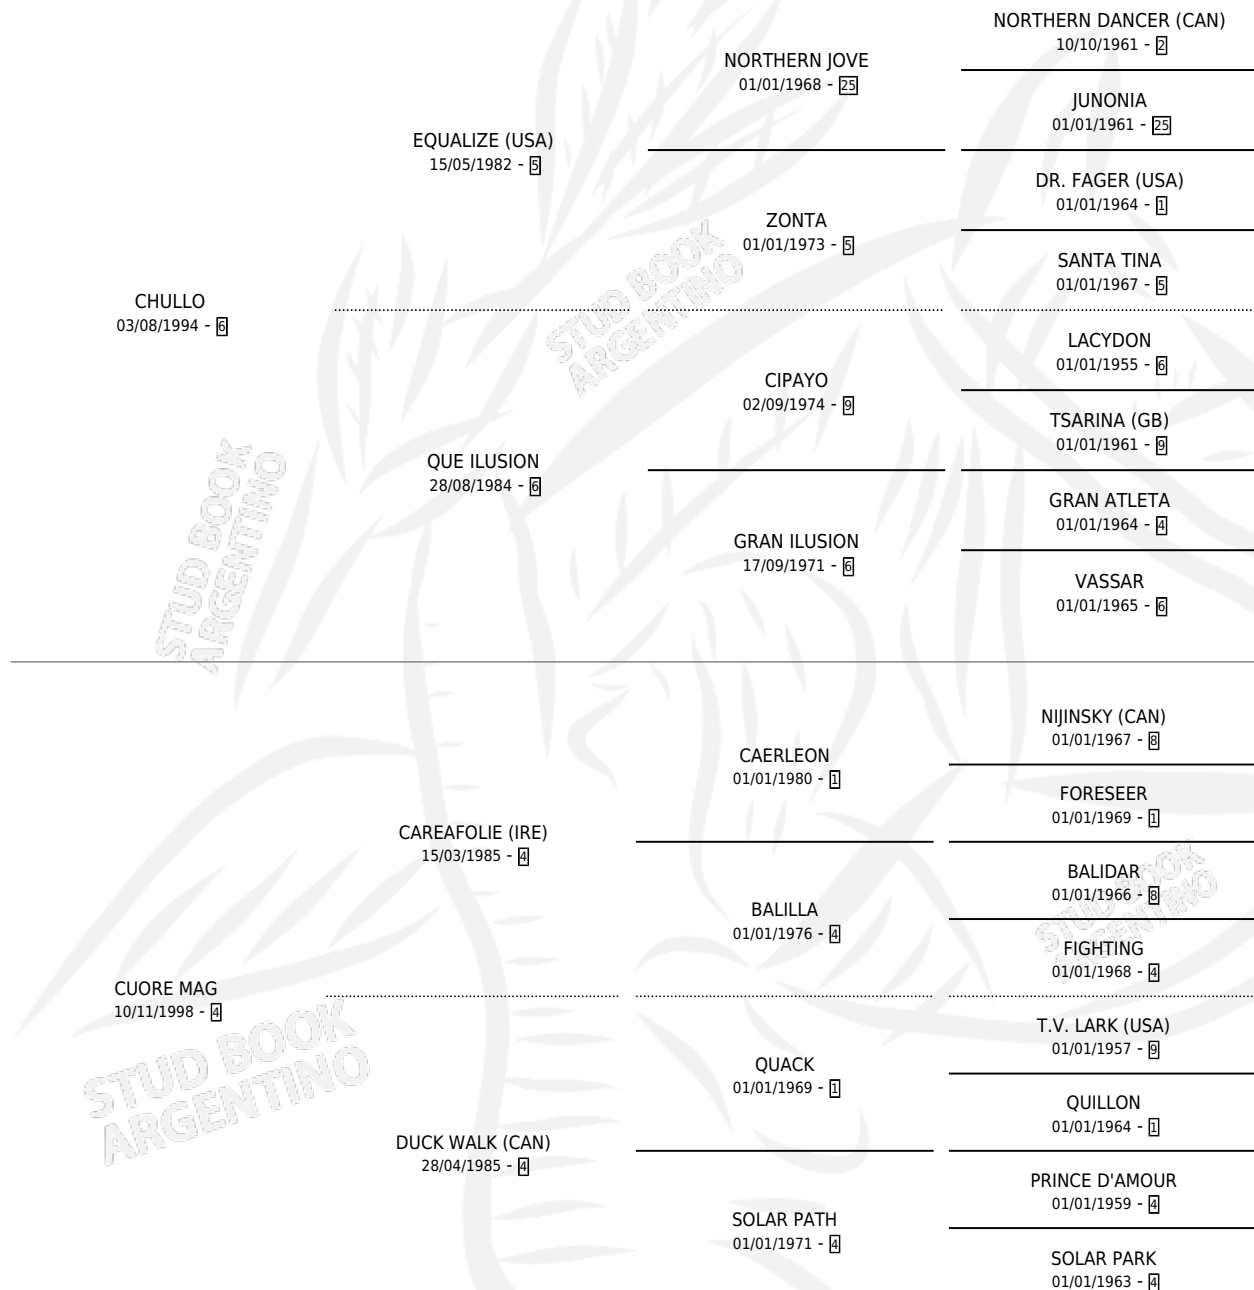 NORTHERN DANCER (CAN)
10/10/1961 - 2
NORTHERN JOVE
01/01/1968 - 25
JUNONIA
01/01/1961 - 25
EQUALIZE (USA)
15/05/1982 - 5
DR. FAGER (USA)
01/01/1964 - 1
ZONTA
01/01/1973 - 5
SANTA TINA
01/01/1967 - 5
CHULLO
03/08/1994 - 6
LACYDON
01/01/1955 - 6
CIPAYO
02/09/1974 - 9
TSARINA (GB)
01/01/1961 - 9
QUE ILUSION
28/08/1984 - 6
GRAN ATLETA
01/01/1964 - 4
GRAN ILUSION
17/09/1971 - 6
VASSAR
01/01/1965 - 6
NIJINSKY (CAN)
01/01/1967 - 8
CAERLEON
01/01/1980 - 1
FORESEER
01/01/1969 - 1
CAREAFOLIE (IRE)
15/03/1985 - 4
BALIDAR
01/01/1966 - 8
BALILLA
01/01/1976 - 4
FIGHTING
01/01/1968 - 4
CUORE MAG
10/11/1998 - 4
T.V. LARK (USA)
01/01/1957 - 9
QUACK
01/01/1969 - 1
QUILLON
01/01/1964 - 1
DUCK WALK (CAN)
28/04/1985 - 4
PRINCE D'AMOUR
01/01/1959 - 4
SOLAR PATH
01/01/1971 - 4
SOLAR PARK
01/01/1963 - 4
STUD BOOK
ARGENTINO
STUD BOOK
ARGENTINO
STUD BOOK
ARGENTINO
STUD BOOK
ARGENTINO